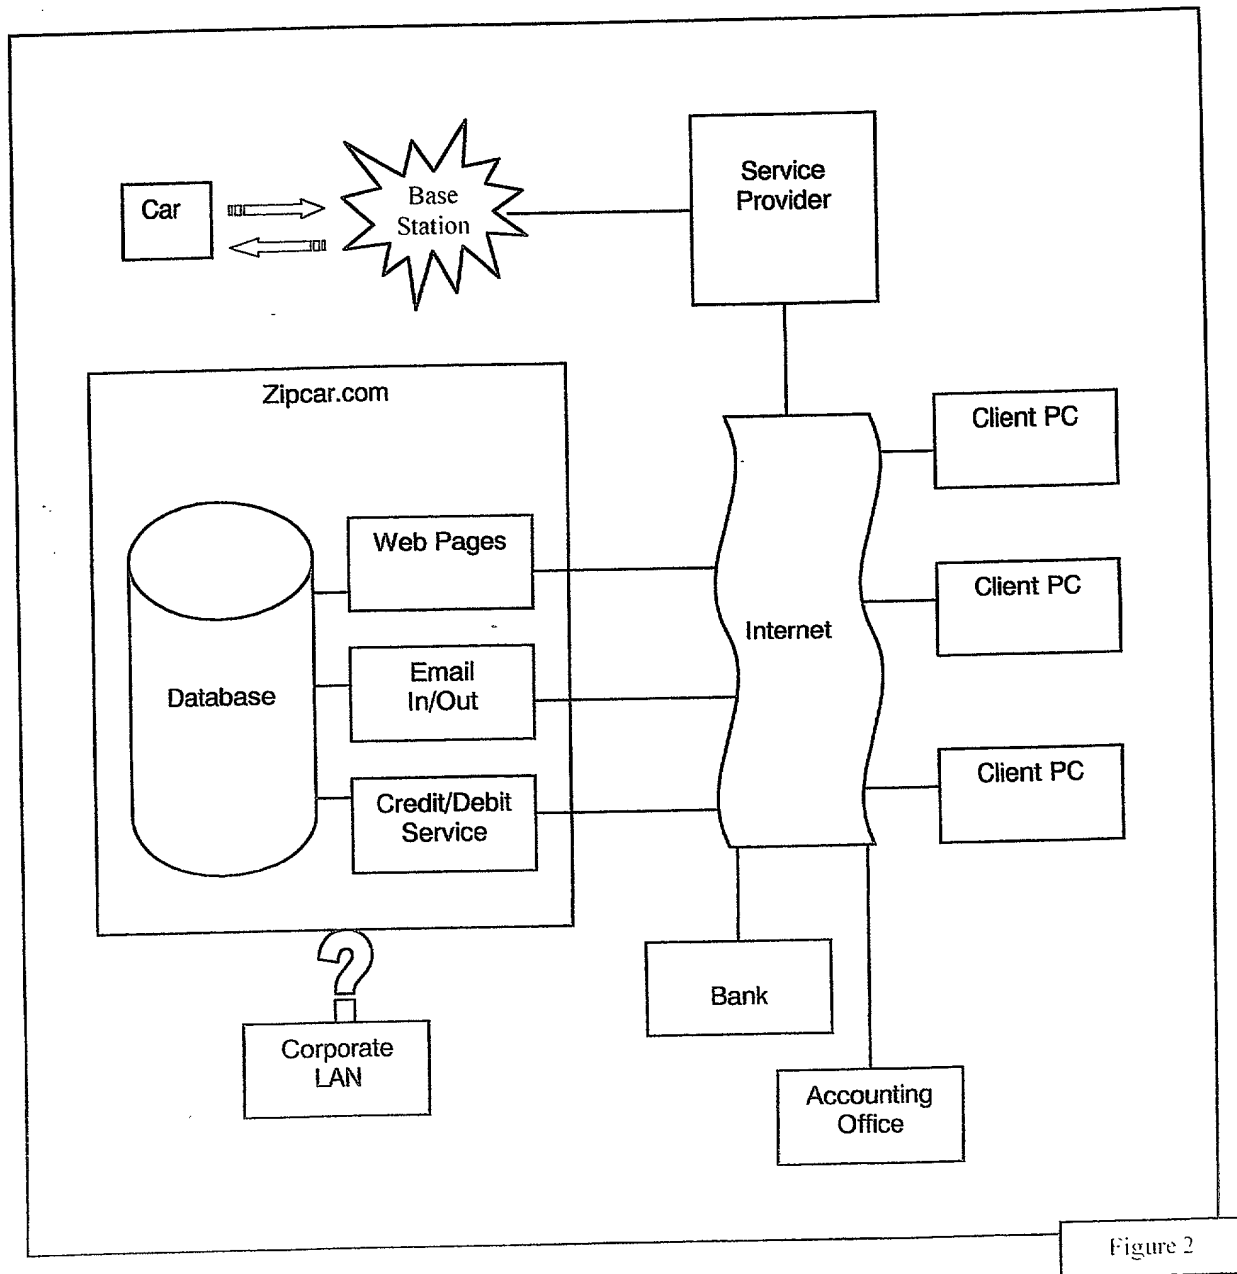 Car
Base
Station
Service
Provider
Zipcar.com
Client PC
Web Pages
Client PC
Internet
Database
Email
In/Out
Client PC
Credit/Debit
Service
?
Bank
Corporate
LAN
Accounting
Office
Figure 2